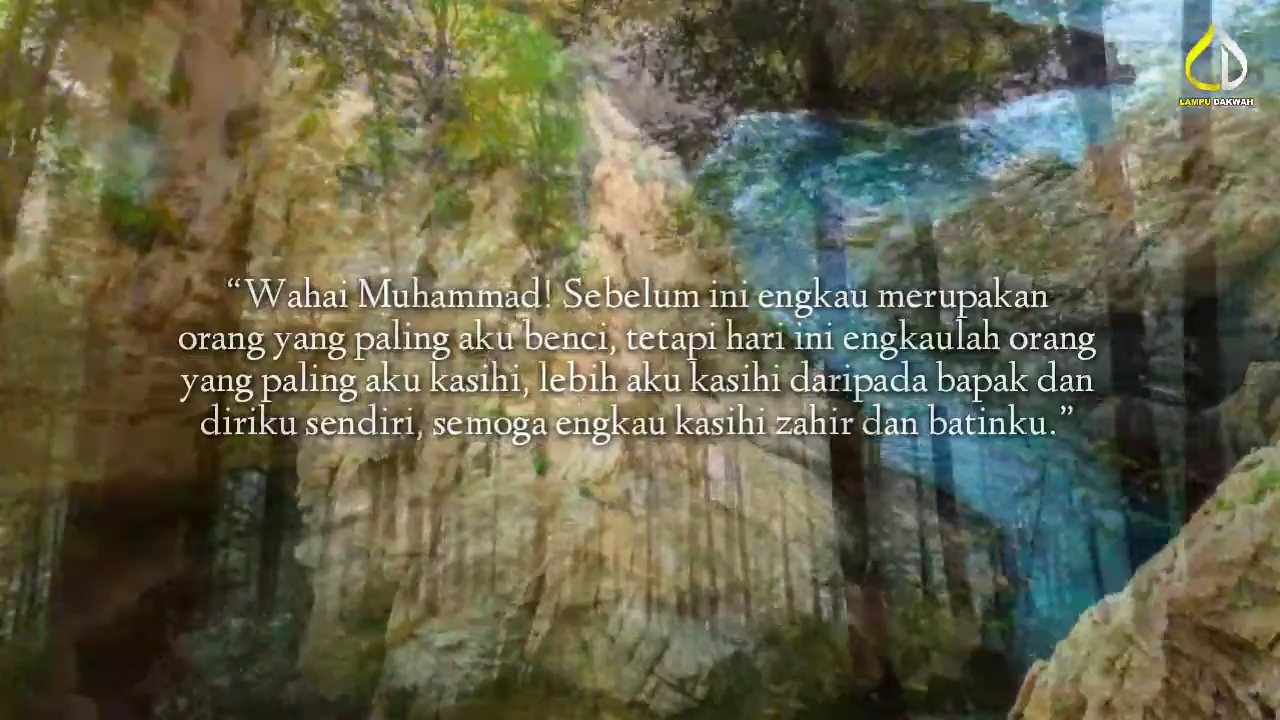 LAMPU DAKWAH
“Wahai Muhammad! Sebelum ini engkau merupakan
orang yang paling aku benci, tetapi hari ini engkaulah orang
yang paling aku kasihi, lebih aku kasihi daripada bapak dan
diriku sendiri, semoga engkau kasihi zahir dan batinku.”